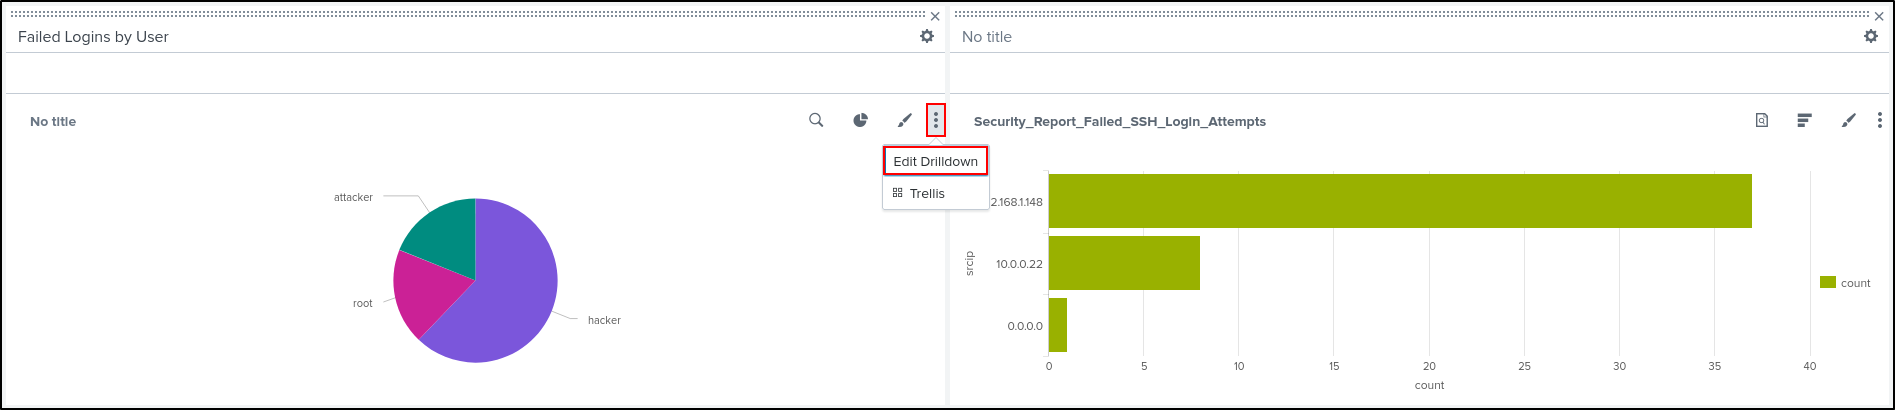 Failed Logins by User
No title
Edit Drilldown
Trellis
attacker
root
hacker
No title
Security_Report_Failed_SSH_Login_Attempts
2.168.1.148
10.0.0.22
0.0.0.0
srcip
0 5 10 15 20 25 30 35 40
count
count